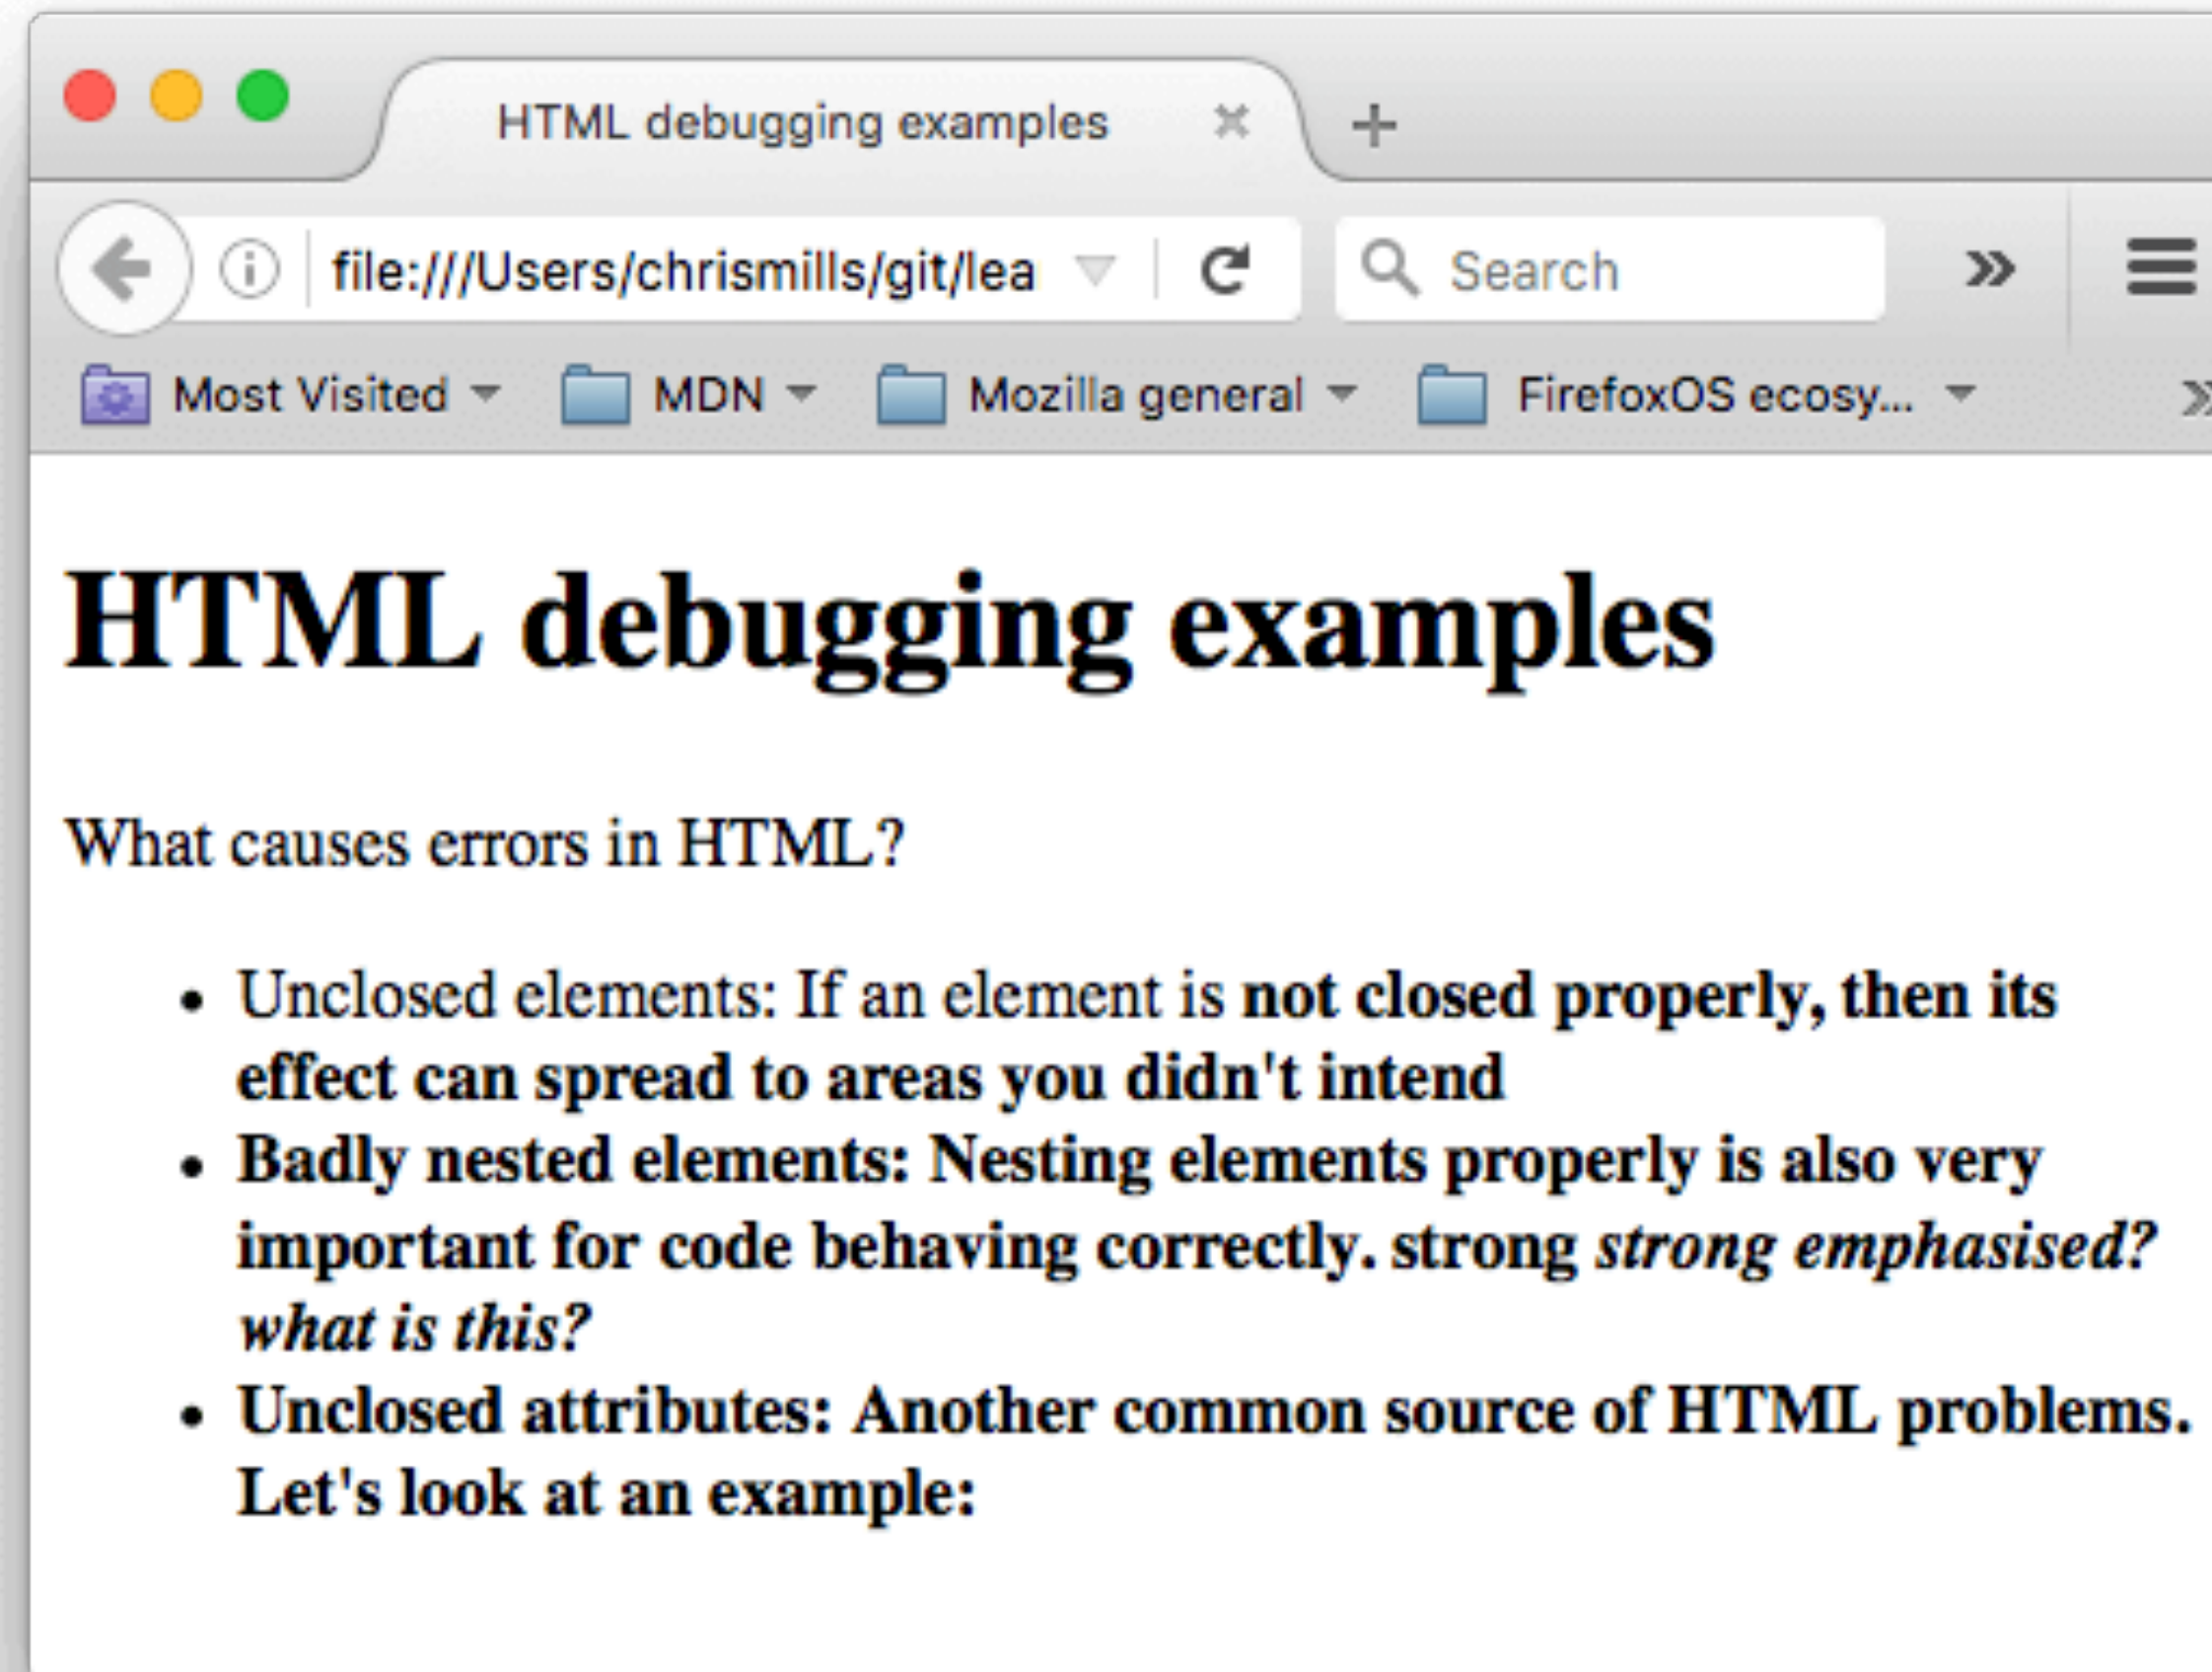 HTML debugging examples
file:///Users/chrismills/git/lea
Search
Most Visited
MDN
Mozilla general
FirefoxOS ecosy...
HTML debugging examples
What causes errors in HTML?
• Unclosed elements: If an element is not closed properly, then its
effect can spread to areas you didn't intend
• Badly nested elements: Nesting elements properly is also very
important for code behaving correctly. strong strong emphasised?
what is this?
• Unclosed attributes: Another common source of HTML problems.
Let's look at an example: